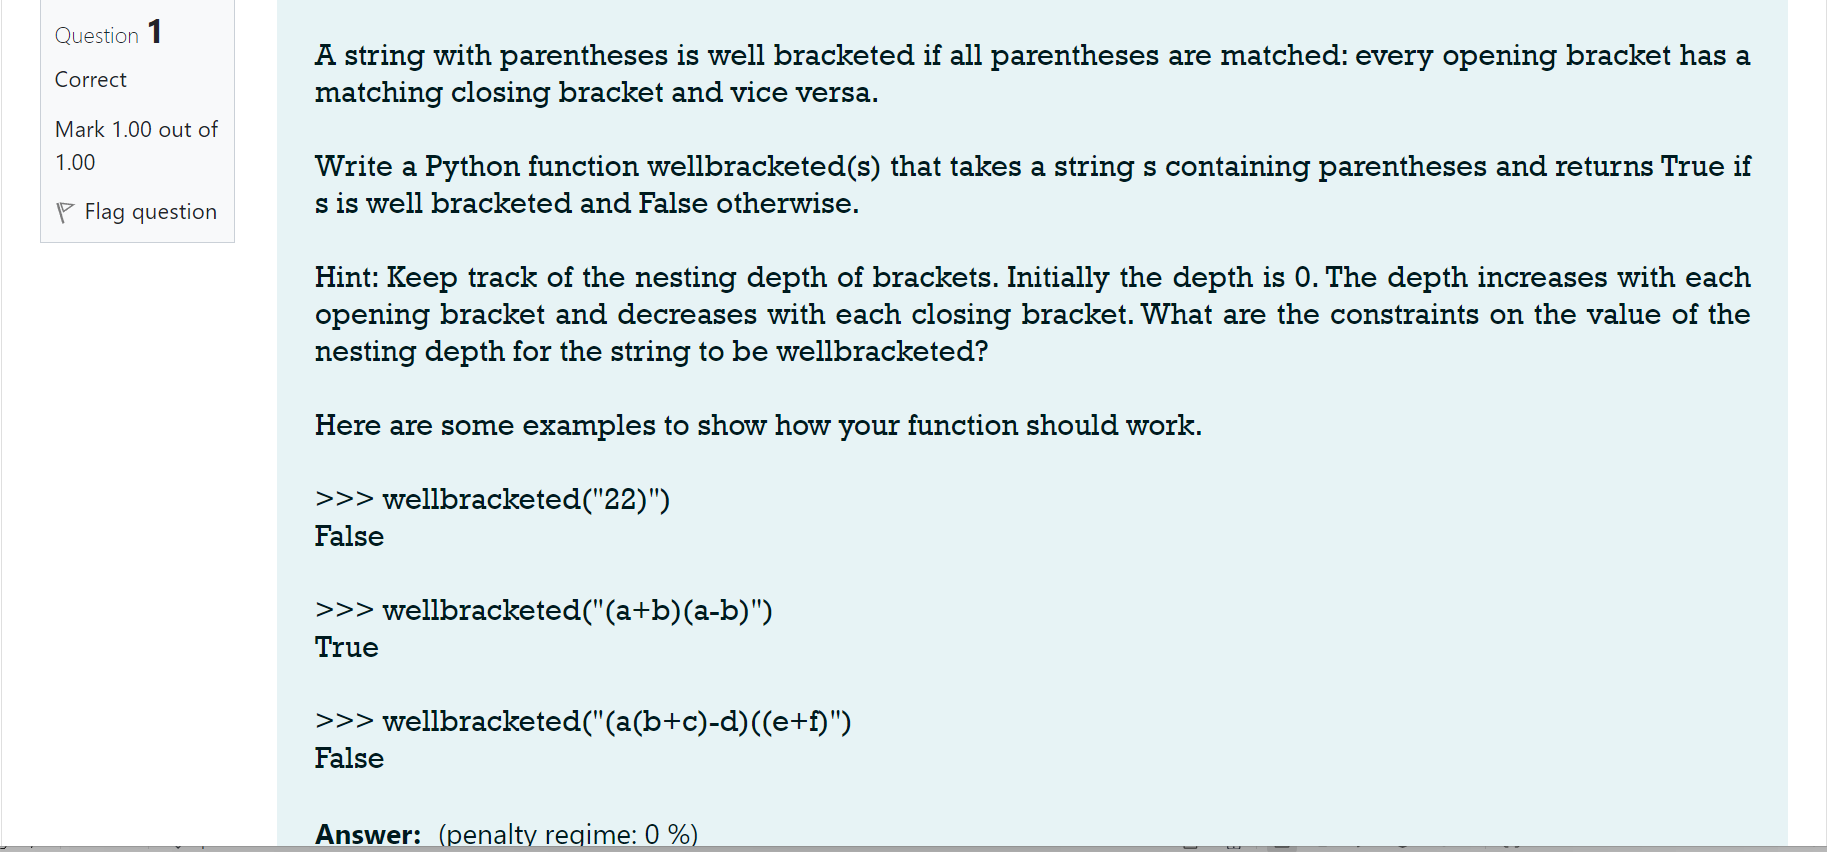 Question 1
Correct
Mark 1.00 out of
1.00
Flag question
A string with parentheses is well bracketed if all parentheses are matched: every opening bracket has a
matching closing bracket and vice versa.
Write a Python function wellbracketed(s) that takes a string s containing parentheses and returns True if
s is well bracketed and False otherwise.
Hint: Keep track of the nesting depth of brackets. Initially the depth is 0. The depth increases with each
opening bracket and decreases with each closing bracket. What are the constraints on the value of the
nesting depth for the string to be wellbracketed?
Here are some examples to show how your function should work.
>>> wellbracketed("22)")
False
>>> wellbracketed("(a+b)(a-b)")
True
>>> wellbracketed("(a(b+c)-d)((e+f)")
False
Answer: (penalty regime: 0 %)